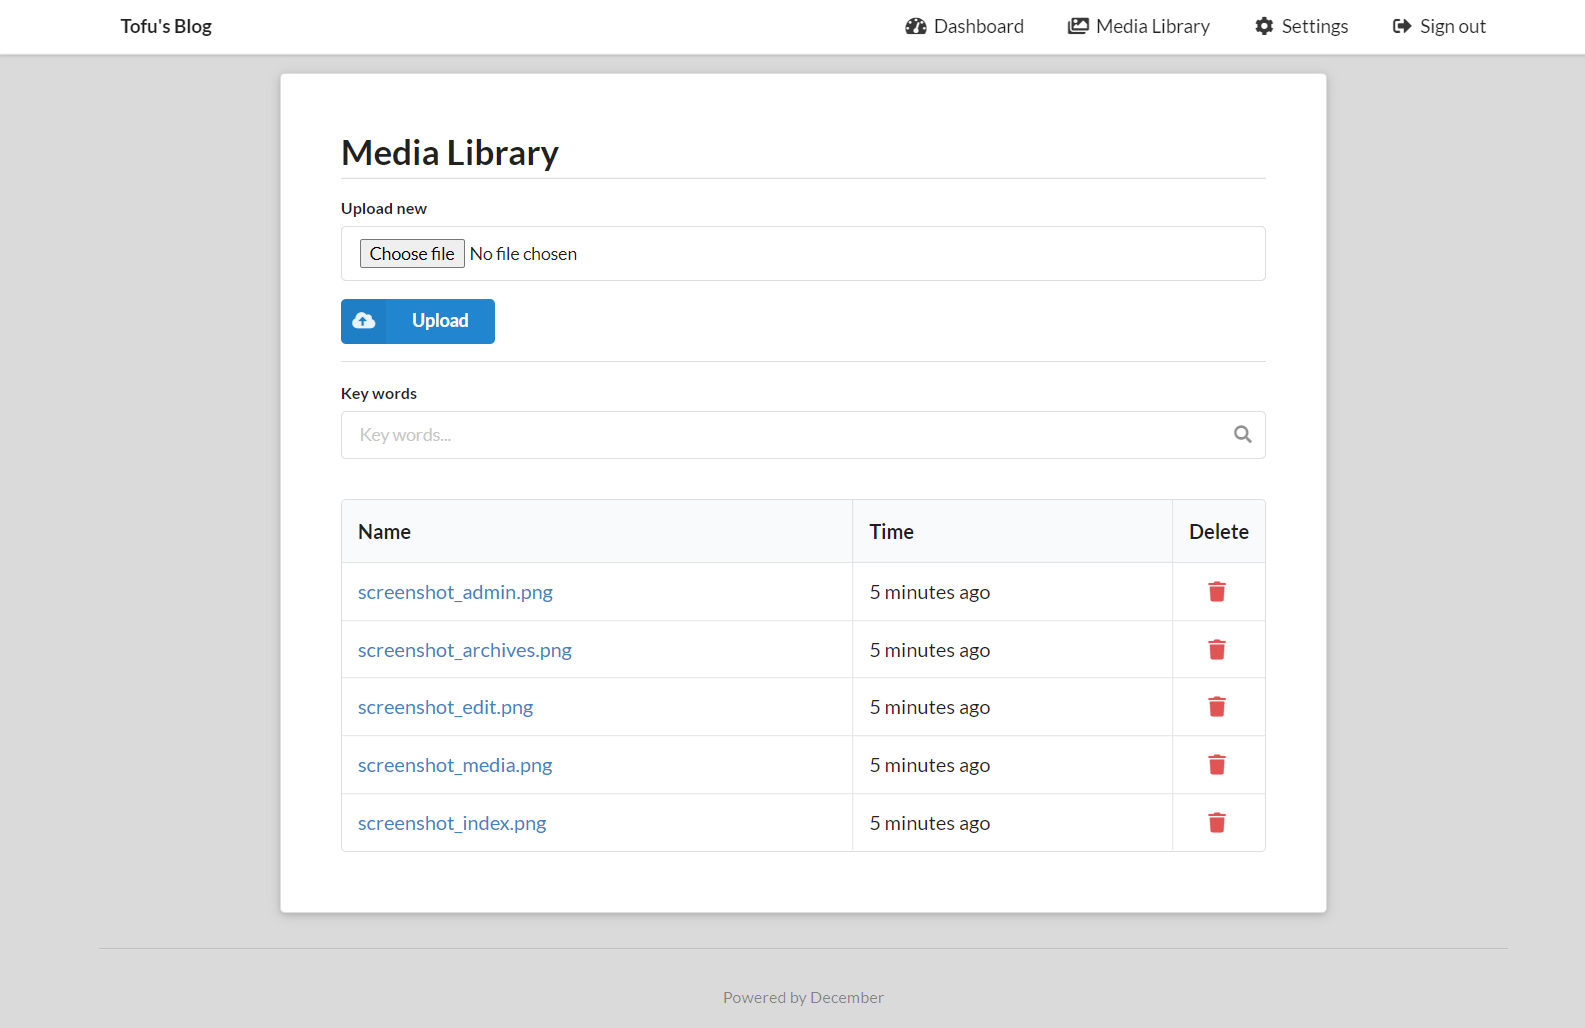 Tofu's Blog Dashboard Media Library Settings Sign out
Media Library
Upload new
Choose file No file chosen
Upload
Key words
Key words...
Name Time Delete
screenshot_admin.png 5 minutes ago
screenshot_archives.png 5 minutes ago
screenshot_edit.png 5 minutes ago
screenshot_media.png 5 minutes ago
screenshot_index.png 5 minutes ago
Powered by December